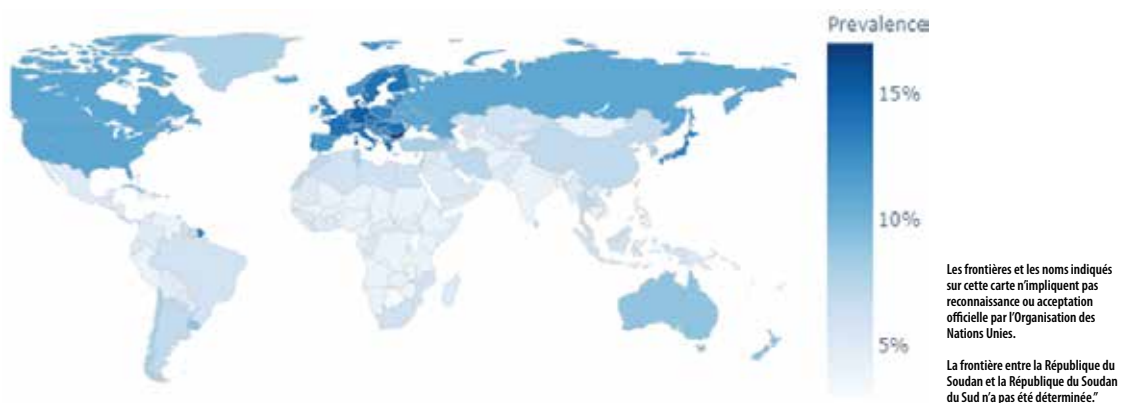 Prevalence
15%
10%
5%
Les frontières et les noms indiqués
sur cette carte n'impliquent pas
reconnaissance ou acceptation
officielle par l'Organisation des
Nations Unies.
La frontière entre la République du
Soudan et la République du Soudan
du Sud n'a pas été déterminée."